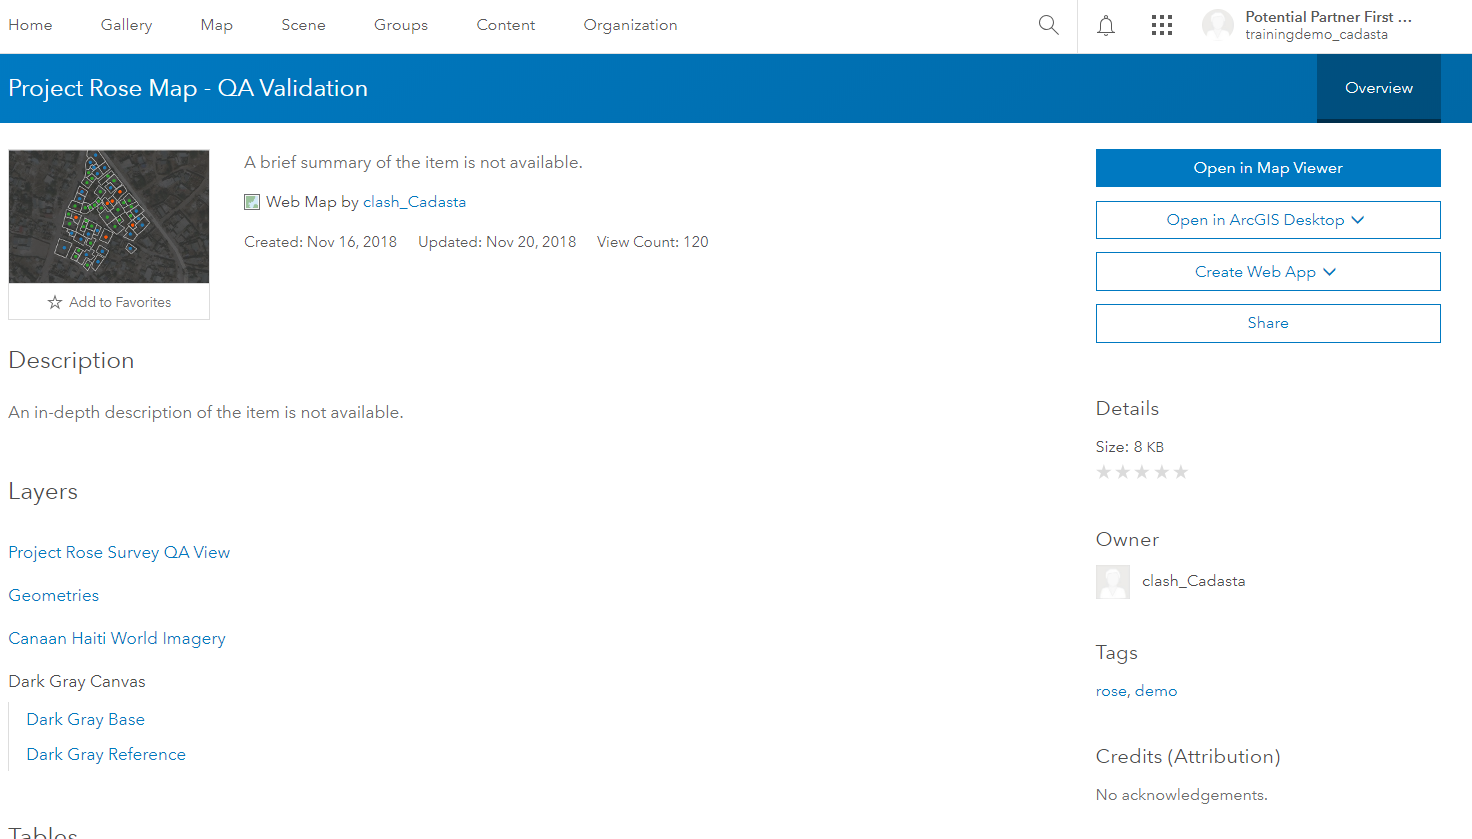 Home Gallery Map Scene Groups Content Organization
Potential Partner First ...
trainingdemo_cadasta
Project Rose Map - QA Validation
Overview
A brief summary of the item is not available.
Web Map by clash_Cadasta
Created: Nov 16, 2018 Updated: Nov 20, 2018 View Count: 120
Add to Favorites
Open in Map Viewer
Open in ArcGIS Desktop
Create Web App
Share
Description
An in-depth description of the item is not available.
Layers
Project Rose Survey QA View
Geometries
Canaan Haiti World Imagery
Dark Gray Canvas
Dark Gray Base
Dark Gray Reference
Tables
Details
Size: 8 KB
Owner
clash_Cadasta
Tags
rose, demo
Credits (Attribution)
No acknowledgements.